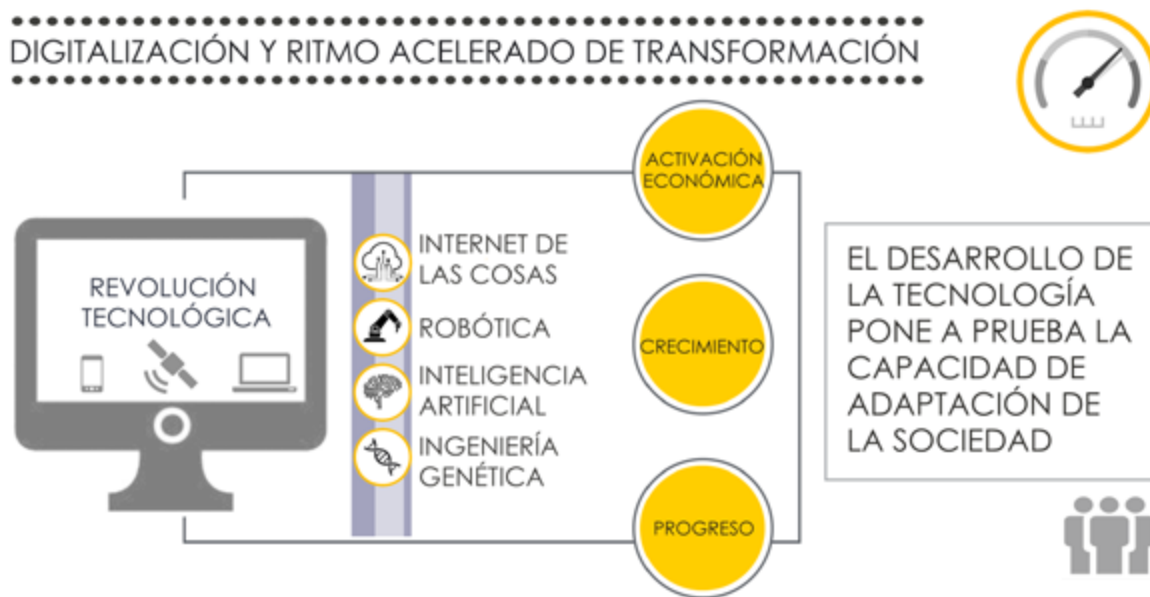 DIGITALIZACIÓN Y RITMO ACELERADO DE TRANSFORMACIÓN
REVOLUCIÓN
TECNOLÓGICA
INTERNET DE
LAS COSAS
ROBÓTICA
INTELIGENCIA
ARTIFICIAL
INGENIERÍA
GENÉTICA
ACTIVACIÓN
ECONÓMICA
CRECIMIENTO
PROGRESO
EL DESARROLLO DE
LA TECNOLOGÍA
PONE A PRUEBA LA
CAPACIDAD DE
ADAPTACIÓN DE
LA SOCIEDAD